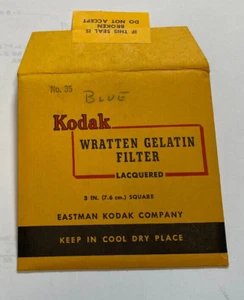 IF THIS SEAL IS
BROKEN
DO NOT ACCEPT
No. 35
BLUE
Kodak
WRATTEN GELATIN
FILTER
LACQUERED
3 IN. (7.6 cm.) SQUARE
EASTMAN KODAK COMPANY
KEEP IN COOL DRY PLACE